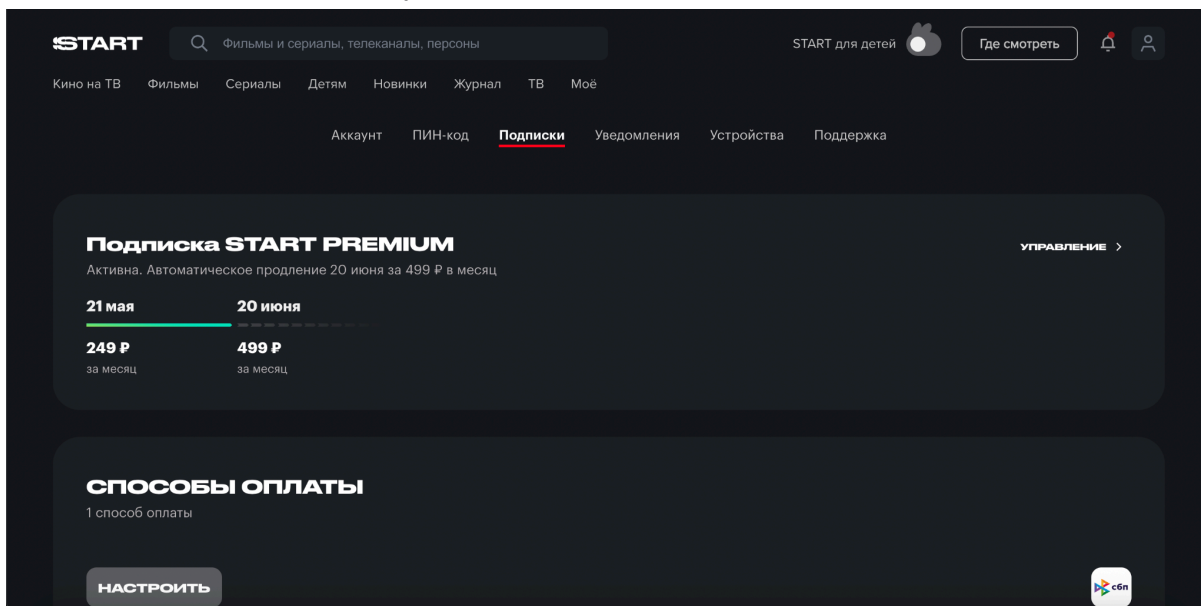 START
Фильмы и сериалы, телеканалы, персоны
START для детей
Где смотреть
Кино на ТВ Фильмы Сериалы Детям Новинки Журнал ТВ Моё
Аккаунт ПИН-код Подписки Уведомления Устройства Поддержка
Подписка START PREMIUM
УПРАВЛЕНИЕ >
Активна. Автоматическое продление 20 июня за 499 ₽ в месяц
21 мая 20 июня
249 ₽ 499 ₽
за месяц за месяц
СПОСОБЫ ОПЛАТЫ
1 способ оплаты
НАСТРОИТЬ
сбп